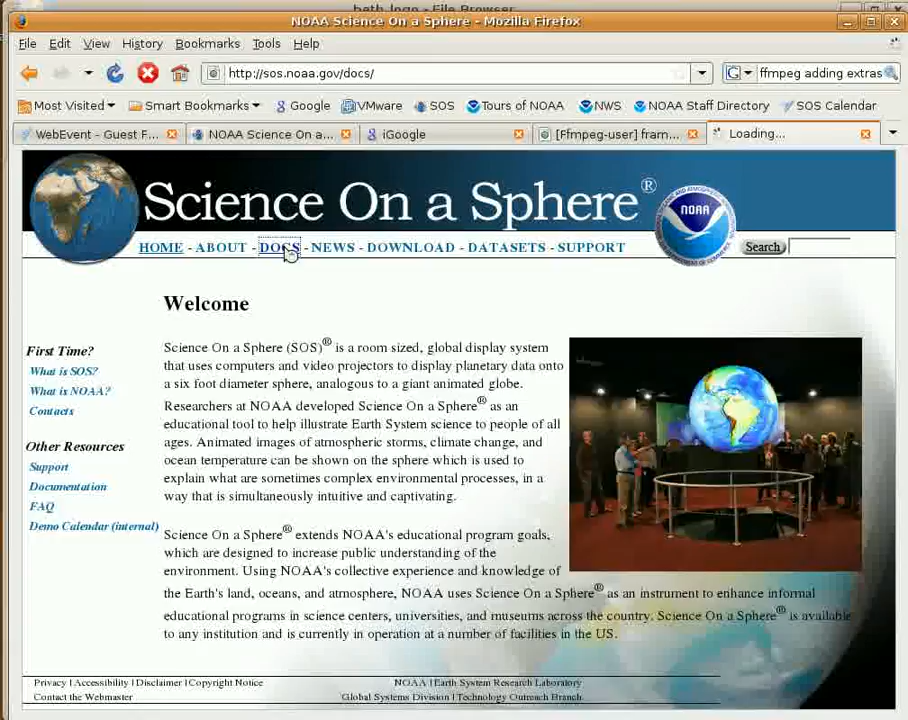 bath_logo - File Browser
NOAA Science On a Sphere - Mozilla Firefox
File Edit View History Bookmarks Tools Help
http://sos.noaa.gov/docs/ ffmpeg adding extras
Most Visited Smart Bookmarks Google VMware SOS Tours of NOAA NWS NOAA Staff Directory SOS Calendar
WebEvent - Guest F... NOAA Science On a... iGoogle [Ffmpeg-user] fram... Loading...
Science On a Sphere®
NOAA
HOME - ABOUT - DOCS - NEWS - DOWNLOAD - DATASETS - SUPPORT Search
Welcome
First Time?
What is SOS?
What is NOAA?
Contacts
Other Resources
Support
Documentation
FAQ
Demo Calendar (internal)
Science On a Sphere (SOS)® is a room sized, global display system
that uses computers and video projectors to display planetary data onto
a six foot diameter sphere, analogous to a giant animated globe.
Researchers at NOAA developed Science On a Sphere® as an
educational tool to help illustrate Earth System science to people of all
ages. Animated images of atmospheric storms, climate change, and
ocean temperature can be shown on the sphere which is used to
explain what are sometimes complex environmental processes, in a
way that is simultaneously intuitive and captivating.
Science On a Sphere® extends NOAA's educational program goals,
which are designed to increase public understanding of the
environment. Using NOAA's collective experience and knowledge of
the Earth's land, oceans, and atmosphere, NOAA uses Science On a Sphere® as an instrument to enhance informal
educational programs in science centers, universities, and museums across the country. Science On a Sphere® is available
to any institution and is currently in operation at a number of facilities in the US.
Privacy | Accessibility | Disclaimer | Copyright Notice
Contact the Webmaster
NOAA | Earth System Research Laboratory
Global Systems Division | Technology Outreach Branch